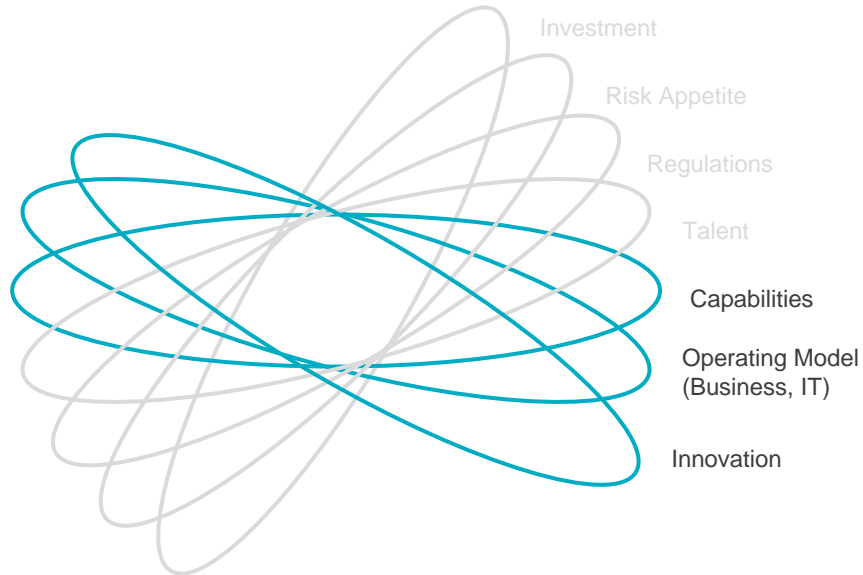 Investment
Risk Appetite
Regulations
Talent
Capabilities
Operating Model
(Business, IT)
Innovation